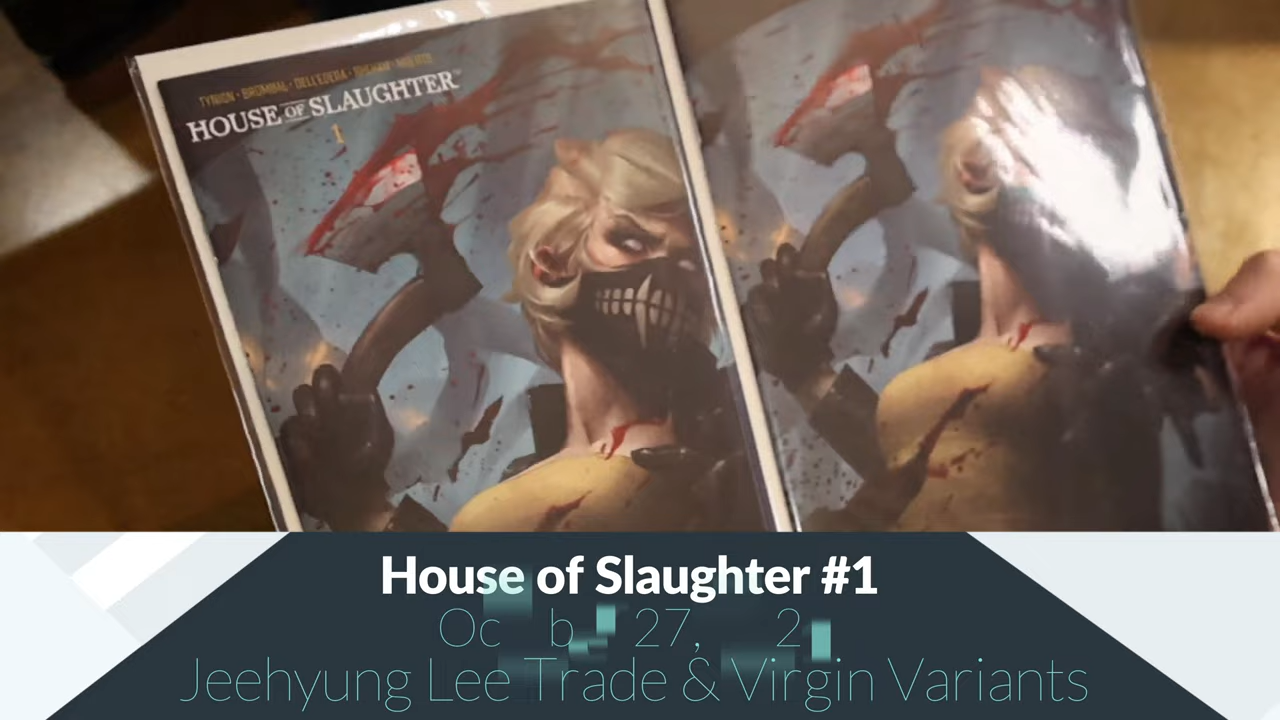 TYNION • BROMBAL • DELL'EDERA • SHEHAN • MUERTO
HOUSE OF SLAUGHTER™
1
House of Slaughter #1
27,
Jeehyung Lee Trade & Virgin Variants